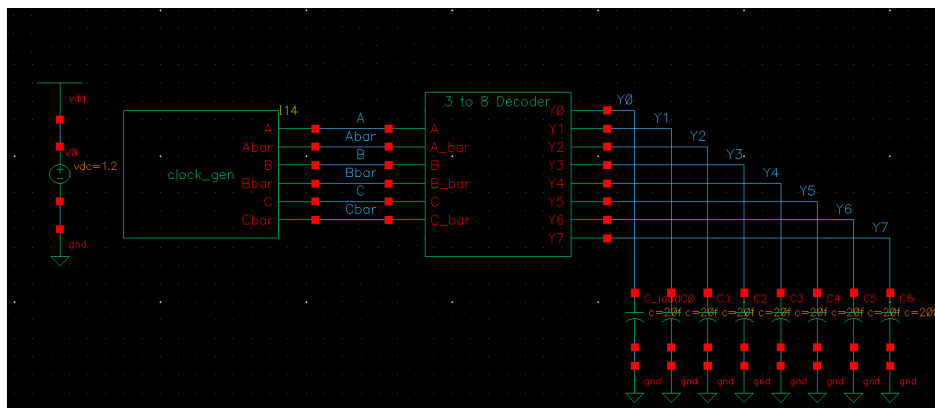 3 to 8 Decoder
Y0
vdd
I14
Y0
A
A
A
Y1
Y1
Abar
Abar
A_bar
Y2
Y2
V0
vdc=1.2
B
B
B
Y3
Y3
clock_gen
Bbar
Bbar
B_bar
Y4
Y4
C
C
C
Y5
Y5
Cbar
Cbar
C_bar
Y6
Y6
gnd
Y7
Y7
C_load C0 C1 C2 C3 C4 C5 C6
c=20f c=20f c=20f c=20f c=20f c=20f c=20f
gnd gnd gnd gnd gnd gnd gnd gnd